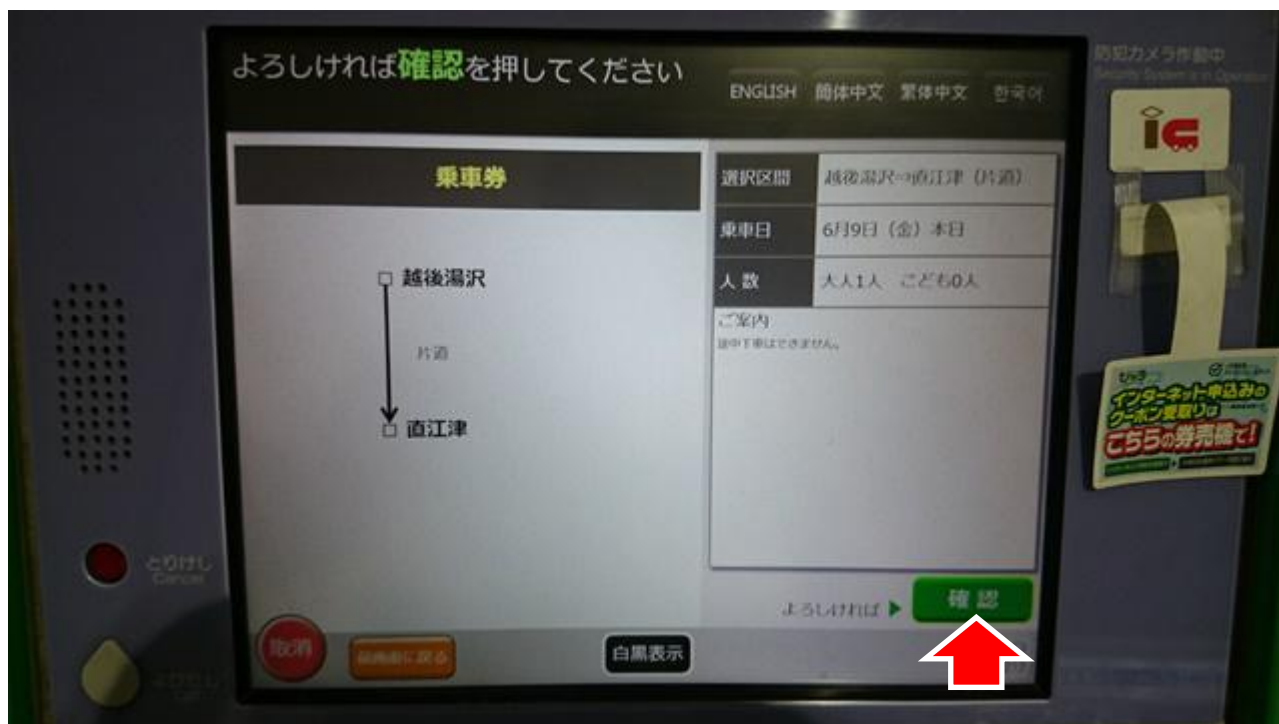 よろしければ確認を押してください
ENGLISH 簡体中文 繁体中文 한국어
防犯カメラ作動中
Security System is in Operation
乗車券
選択区間 越後湯沢⇒直江津（片道）
乗車日 6月9日（金）本日
人数 大人1人 こども0人
ご案内
途中下車はできません。
越後湯沢
片道
直江津
インターネット申込みの
クーポン受取りは
こちらの券売機で!
とりけし
Cancel
よろしければ▶ 確認
取消
前画面に戻る
白黒表示